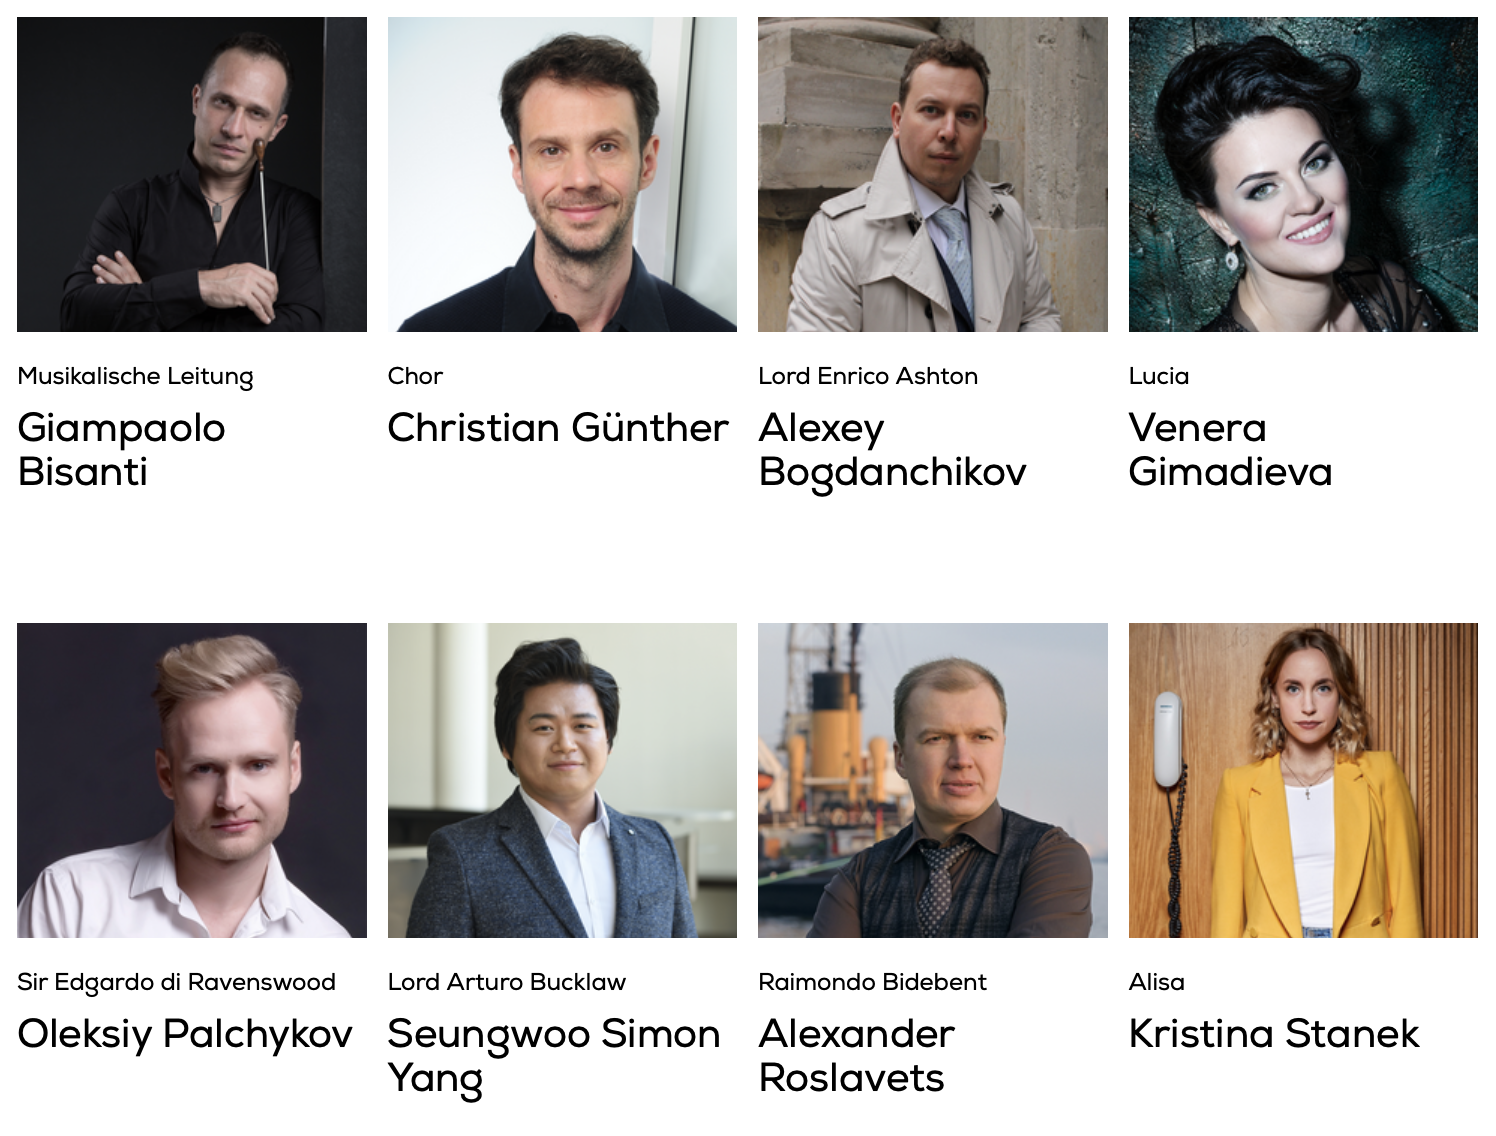 Musikalische Leitung
Giampaolo
Bisanti
Chor
Christian Günther
Lord Enrico Ashton
Alexey
Bogdanchikov
Lucia
Venera
Gimadieva
Sir Edgardo di Ravenswood
Oleksiy Palchykov
Lord Arturo Bucklaw
Seungwoo Simon
Yang
Raimondo Bidebent
Alexander
Roslavets
Alisa
Kristina Stanek